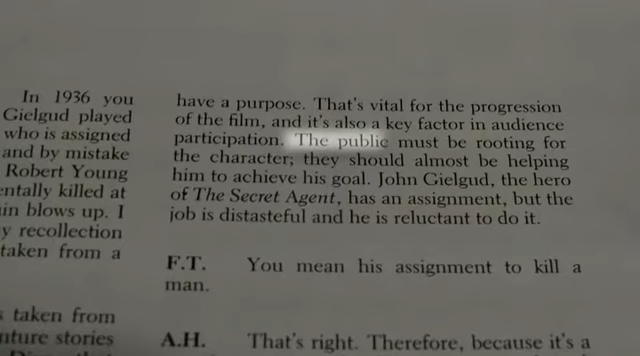 In 1936 you
Gielgud played
who is assigned
and by mistake
Robert Young
entally killed at
in blows up. I
y recollection
taken from a
s taken from
nture stories
have a purpose. That's vital for the progression
of the film, and it's also a key factor in audience
participation. The public must be rooting for
the character; they should almost be helping
him to achieve his goal. John Gielgud, the hero
of The Secret Agent, has an assignment, but the
job is distasteful and he is reluctant to do it.
F.T. You mean his assignment to kill a
man.
A.H. That's right. Therefore, because it's a